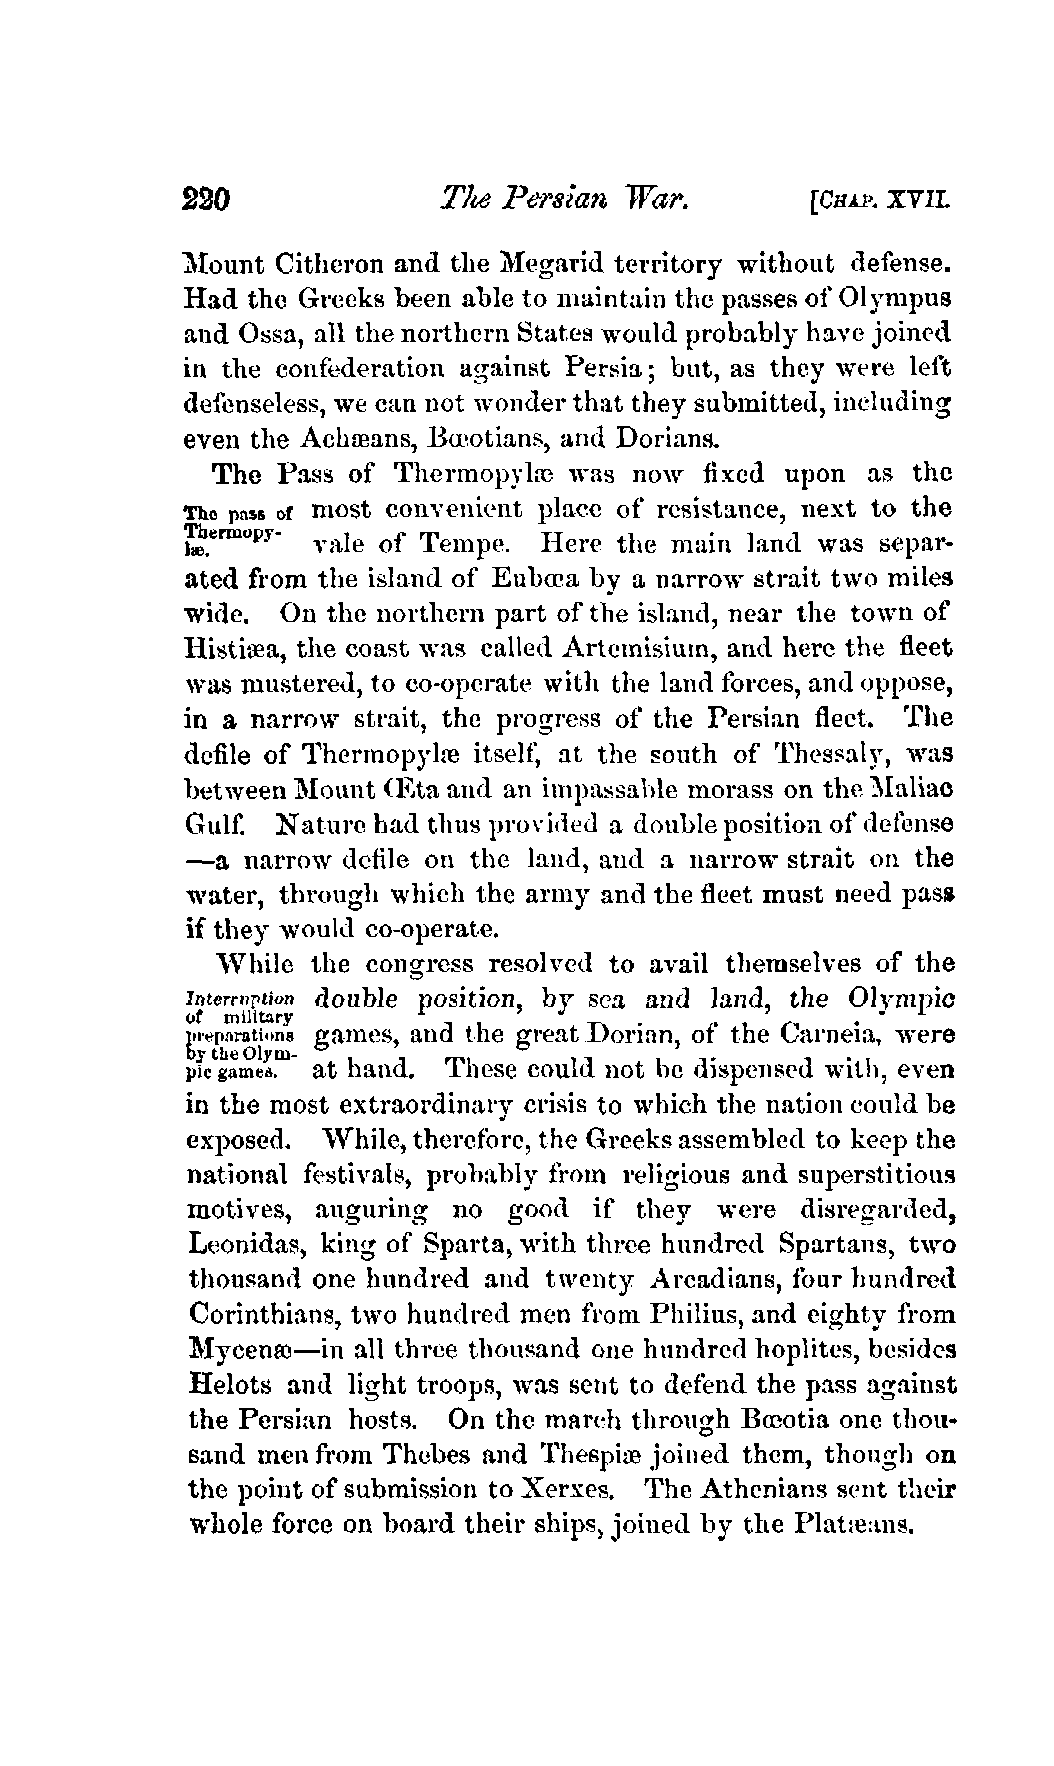 220 The Persian War. [CHAP. XVII.
Mount Citheron and the Megarid territory without defense.
Had the Greeks been able to maintain the passes of Olympus
and Ossa, all the northern States would probably have joined
in the confederation against Persia; but, as they were left
defenseless, we can not wonder that they submitted, including
even the Achæans, Bœotians, and Dorians.
The Pass of Thermopylæ was now fixed upon as the
The pass of
Thermopy-
læ.
most convenient place of resistance, next to the
vale of Tempe. Here the main land was separ-
ated from the island of Eubœa by a narrow strait two miles
wide. On the northern part of the island, near the town of
Histiæa, the coast was called Artemisium, and here the fleet
was mustered, to co-operate with the land forces, and oppose,
in a narrow strait, the progress of the Persian fleet. The
defile of Thermopylæ itself, at the south of Thessaly, was
between Mount Œta and an impassable morass on the Maliac
Gulf. Nature had thus provided a double position of defense
—a narrow defile on the land, and a narrow strait on the
water, through which the army and the fleet must need pass
if they would co-operate.
While the congress resolved to avail themselves of the
Interruption
of military
preparations
by the Olym-
pic games.
double position, by sea and land, the Olympic
games, and the great Dorian, of the Carneia, were
at hand. These could not be dispensed with, even
in the most extraordinary crisis to which the nation could be
exposed. While, therefore, the Greeks assembled to keep the
national festivals, probably from religious and superstitious
motives, auguring no good if they were disregarded,
Leonidas, king of Sparta, with three hundred Spartans, two
thousand one hundred and twenty Arcadians, four hundred
Corinthians, two hundred men from Philius, and eighty from
Mycenæ—in all three thousand one hundred hoplites, besides
Helots and light troops, was sent to defend the pass against
the Persian hosts. On the march through Bœotia one thou-
sand men from Thebes and Thespiæ joined them, though on
the point of submission to Xerxes. The Athenians sent their
whole force on board their ships, joined by the Platæans.